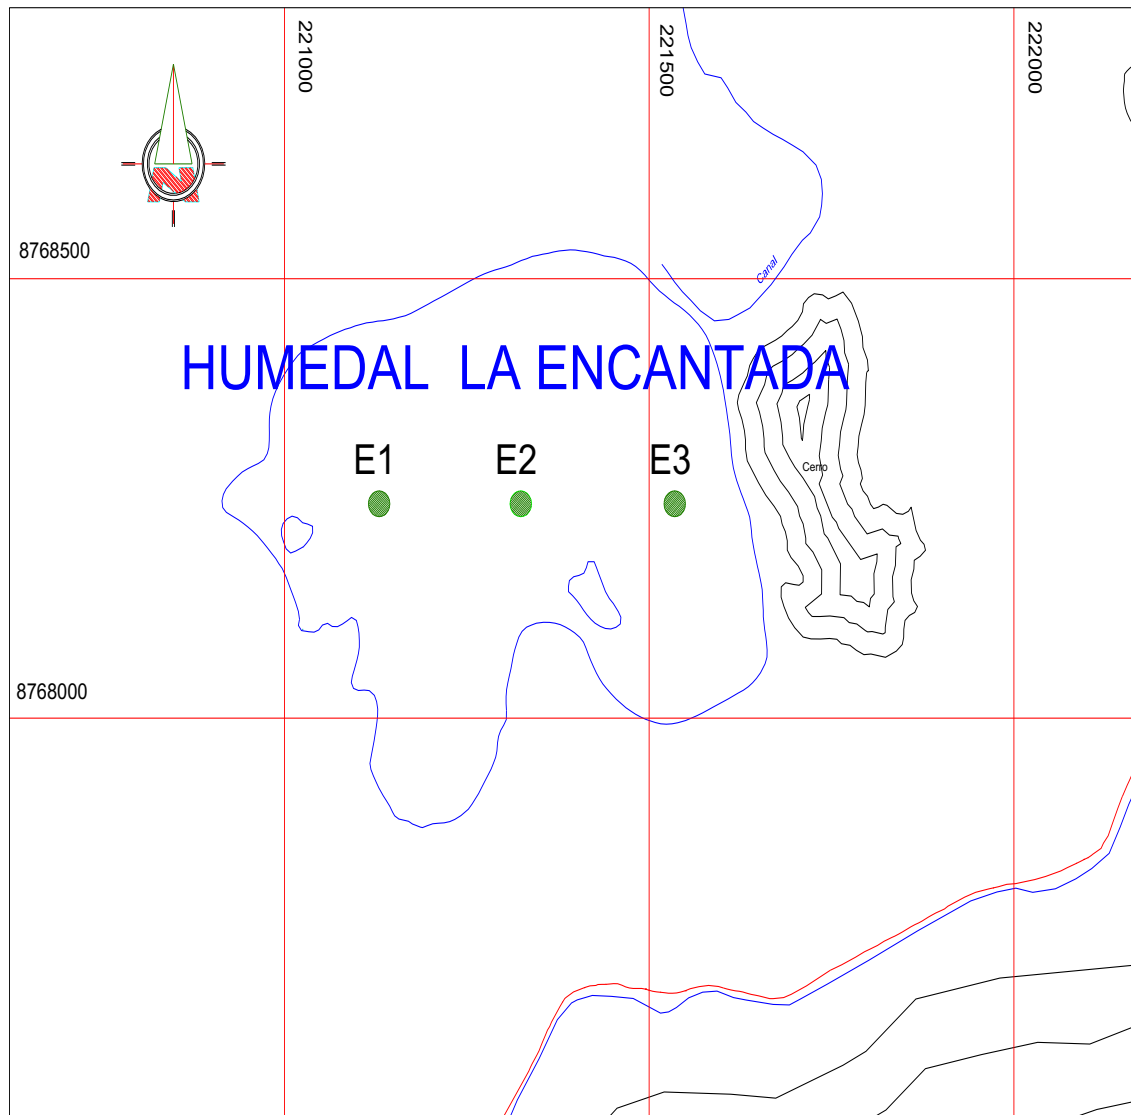 221000
221500
222000
N
8768500
Canal
HUMEDAL LA ENCANTADA
E1
E2
E3
Cerro
8768000